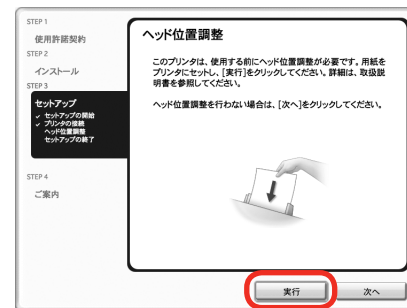 STEP 1
使用許諾契約
STEP 2
インストール
STEP 3
セットアップ
✓ セットアップの開始
✓ プリンタの接続
ヘッド位置調整
セットアップの終了
STEP 4
ご案内
ヘッド位置調整
このプリンタは、使用する前にヘッド位置調整が必要です。用紙を
プリンタにセットし、[実行]をクリックしてください。詳細は、取扱説
明書を参照してください。
ヘッド位置調整を行わない場合は、[次へ]をクリックしてください。
実行
次へ